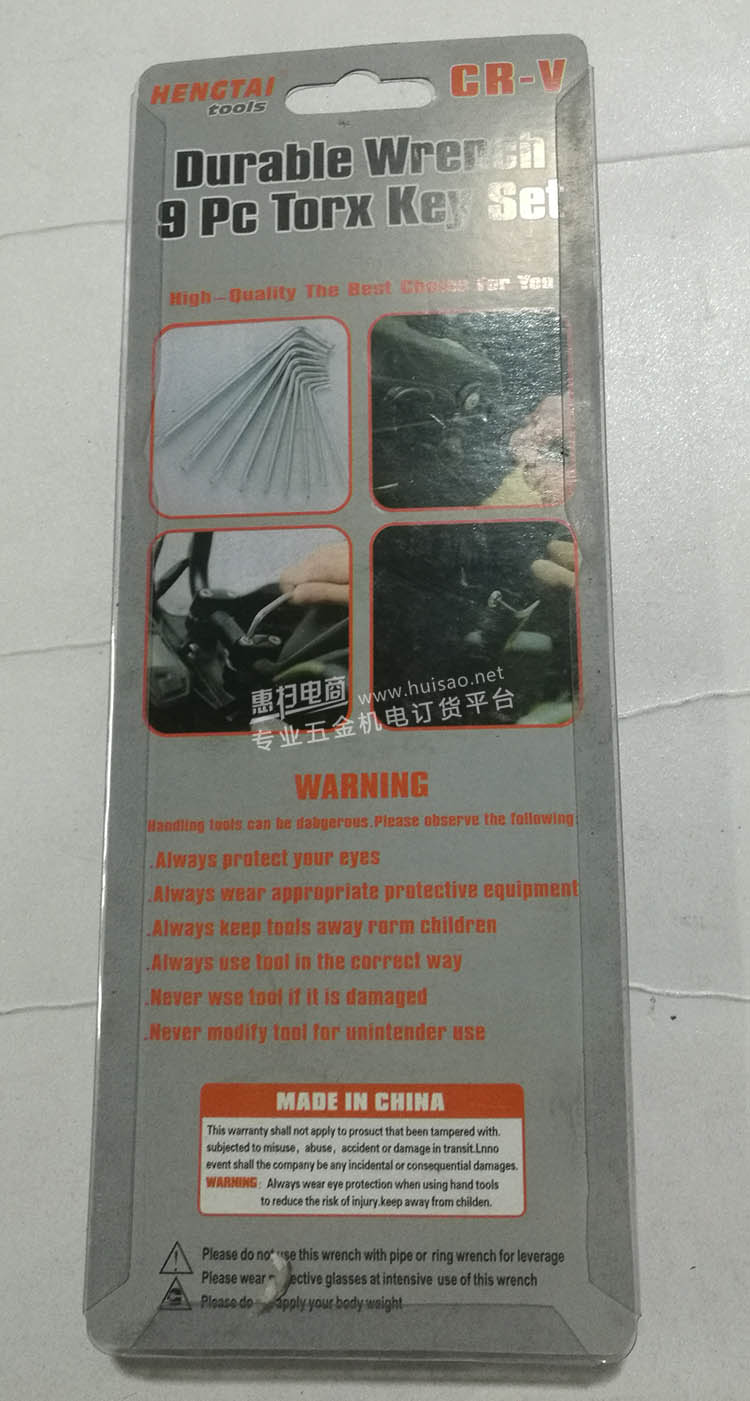 HENGTAI
tools
CR-V
Durable Wrench
9 Pc Torx Key Set
High-Quality The Best Choice For You
惠扫电商 www.huisao.net
专业五金机电订货平台
WARNING
Handling tools can be dabgerous.Please observe the following:
.Always protect your eyes
.Always wear appropriate protective equipment
.Always keep tools away rorm children
.Always use tool in the correct way
.Never wse tool if it is damaged
.Never modify tool for unintender use
MADE IN CHINA
This warranty shall not apply to prosuct that been tampered with.
subjected to misuse, abuse, accident or damage in transit.Lnno
event shall the company be any incidental or consequential damages.
WARNING: Always wear eye protection when using hand tools
to reduce the risk of injury.keep away from childen.
Please do not use this wrench with pipe or ring wrench for leverage
Please wear ective glasses at intensive use of this wrench
Please do apply your body waight